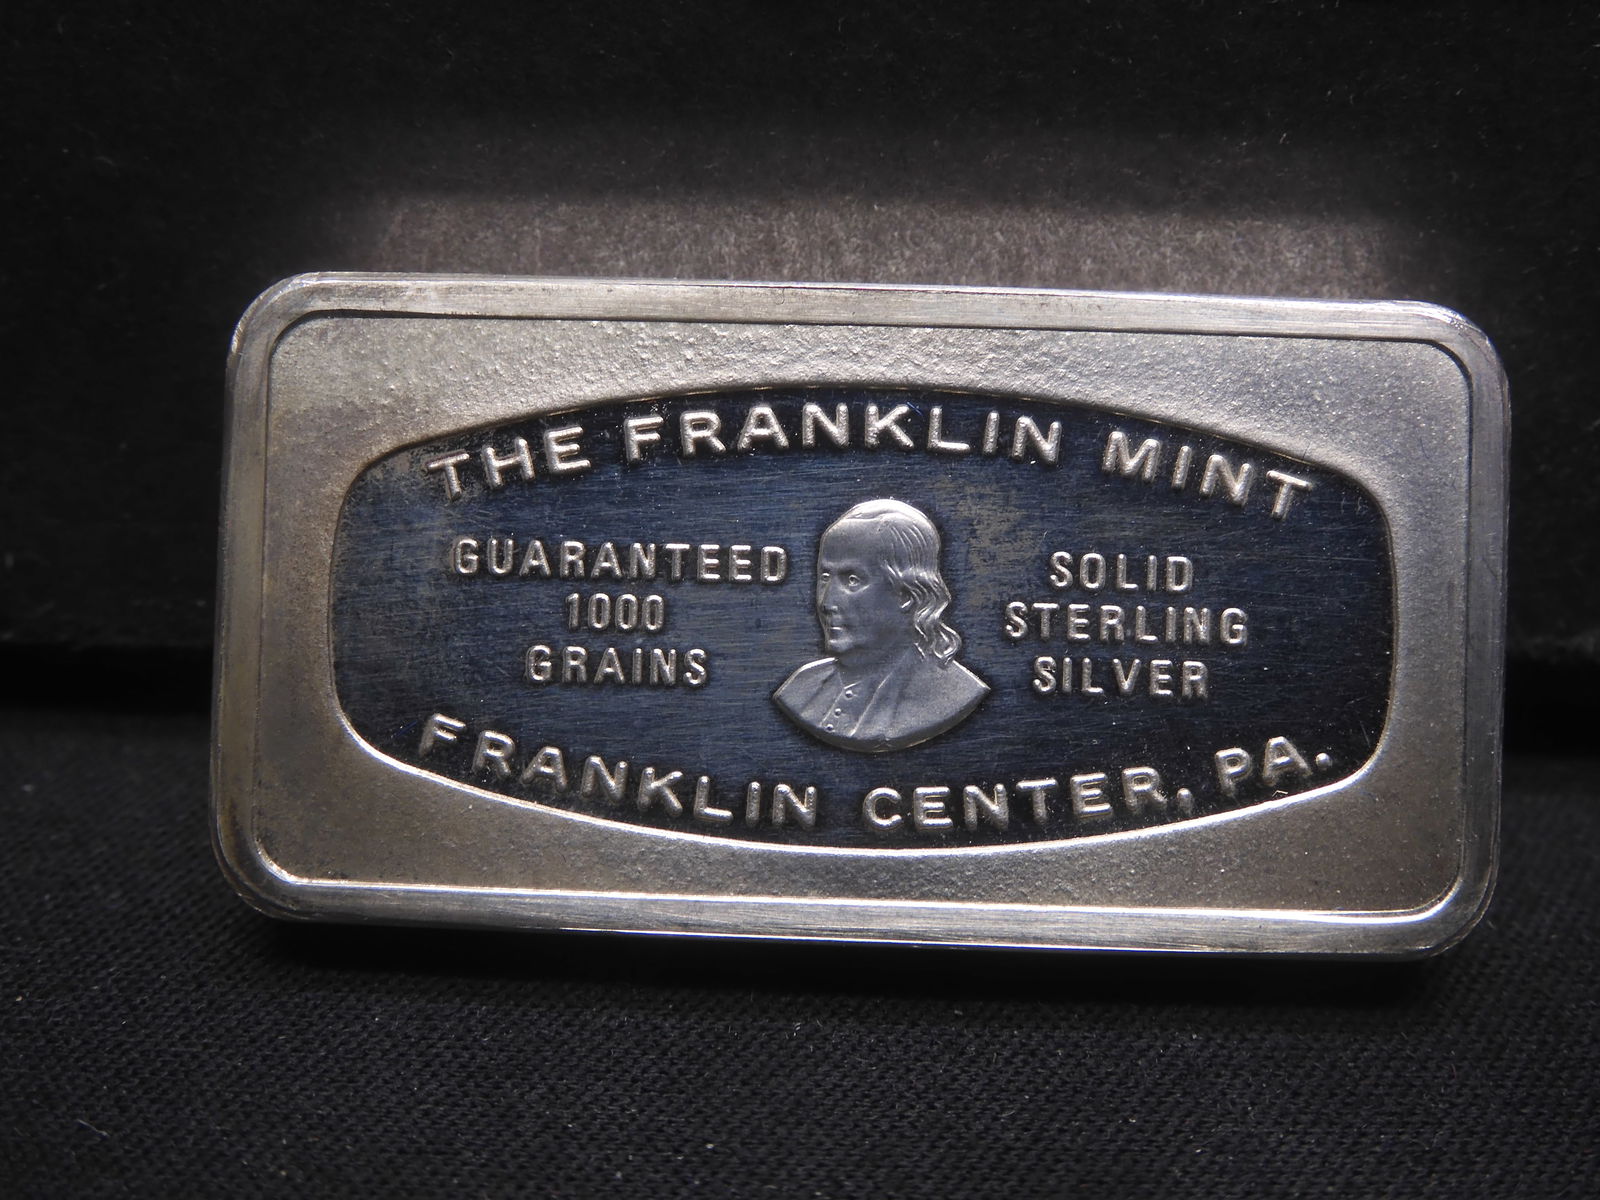 THE FRANKLIN MINT
GUARANTEED
1000
GRAINS
SOLID
STERLING
SILVER
FRANKLIN CENTER, PA.